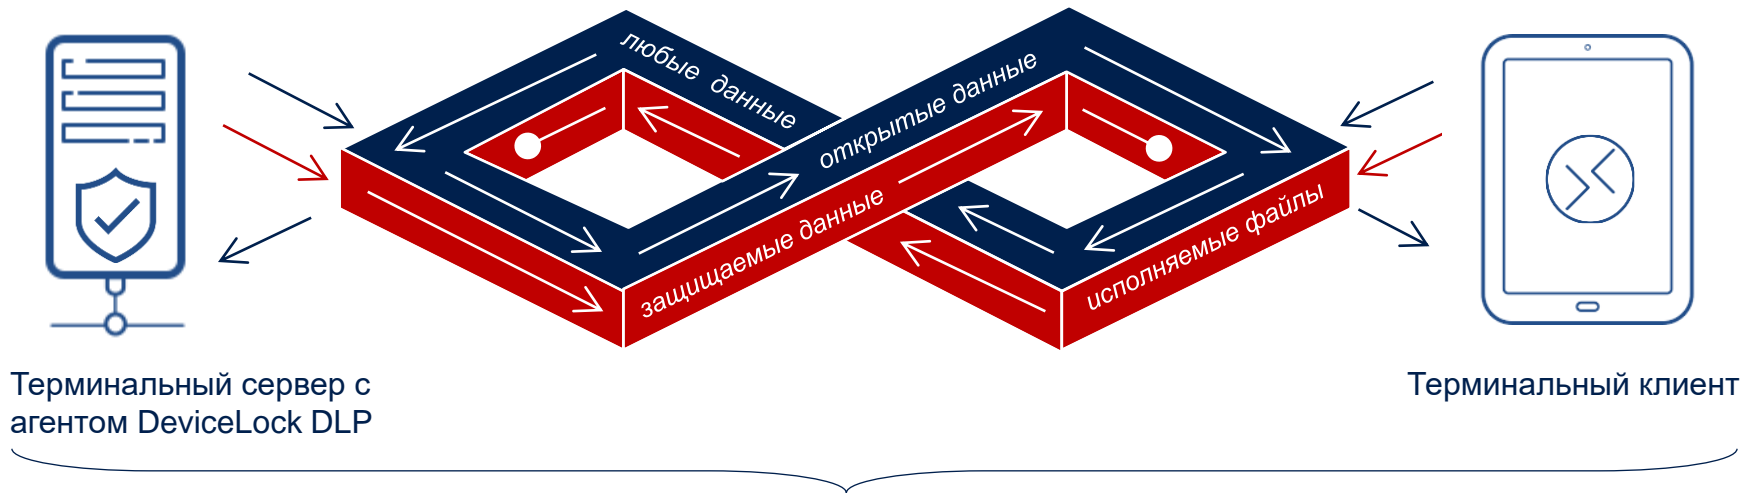 любые данные
открытые данные
защищаемые данные
исполняемые файлы
Терминальный сервер с
агентом DeviceLock DLP
Терминальный клиент